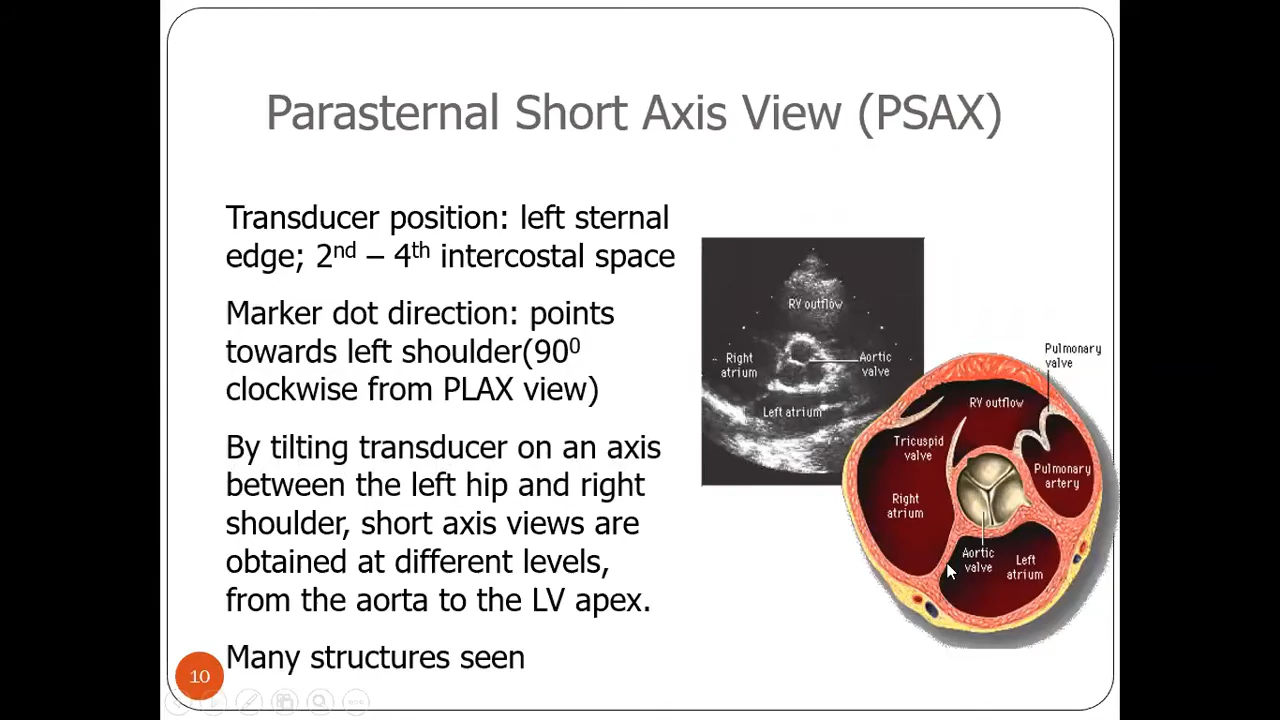 Parasternal Short Axis View (PSAX)
Transducer position: left sternal
edge; 2nd – 4th intercostal space
Marker dot direction: points
towards left shoulder(90⁰
clockwise from PLAX view)
By tilting transducer on an axis
between the left hip and right
shoulder, short axis views are
obtained at different levels,
from the aorta to the LV apex.
Many structures seen
10
RV outflow
Right
atrium
Aortic
valve
Left atrium
Pulmonary
valve
RV outflow
Tricuspid
valve
Pulmonary
artery
Right
atrium
Aortic
valve
Left
atrium